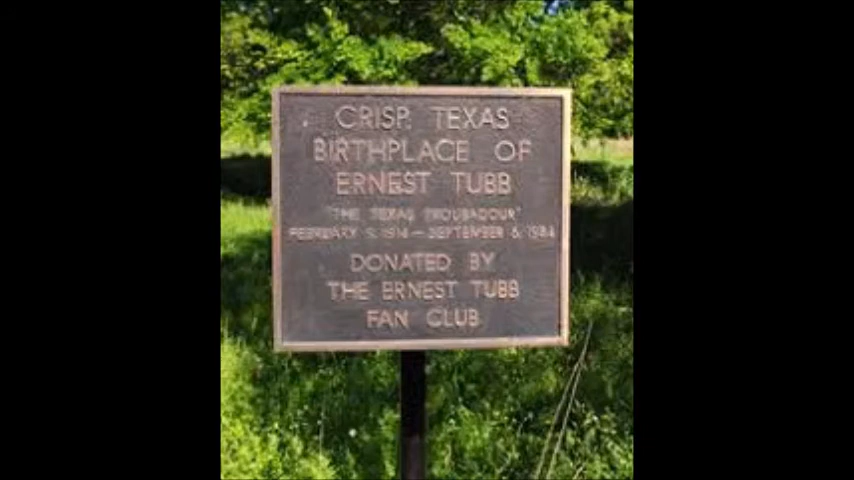 CRISP, TEXAS
BIRTHPLACE OF
ERNEST TUBB
"THE TEXAS TROUBADOUR"
FEBRUARY 9, 1914 — SEPTEMBER 6, 1984
DONATED BY
THE ERNEST TUBB
FAN CLUB